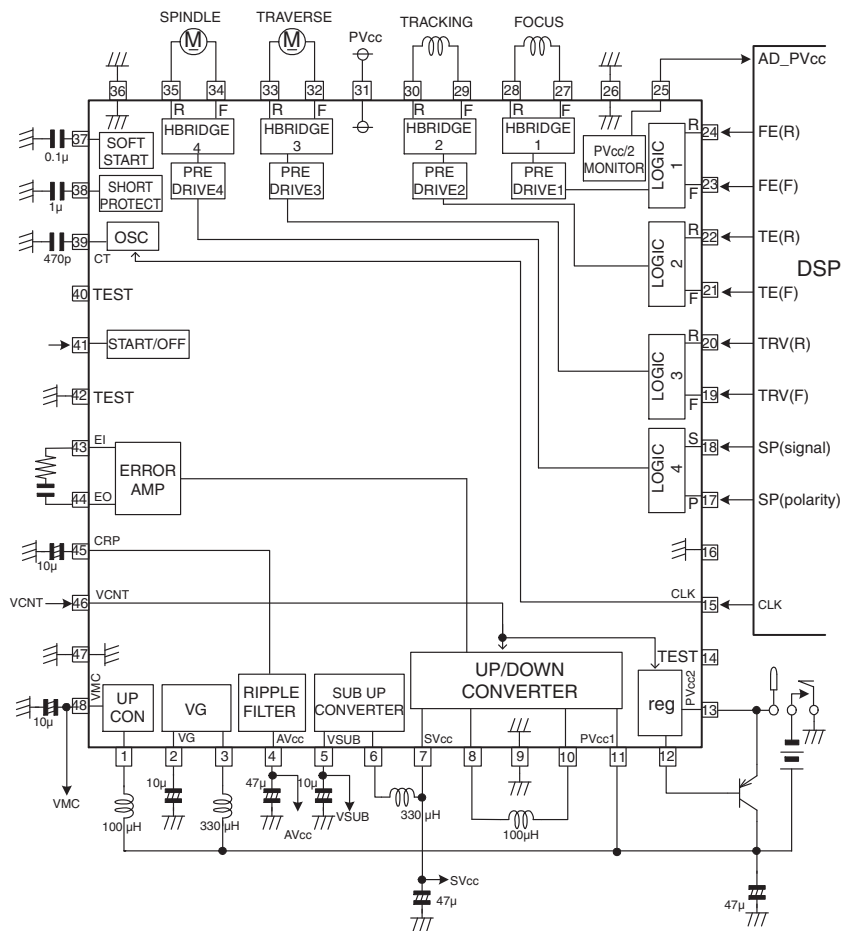 SPINDLE
TRAVERSE
PVcc
TRACKING
FOCUS
M
M
AD_PVcc
36
35
34
33
32
31
30
29
28
27
26
25
R
F
R
F
R
F
R
F
HBRIDGE
4
HBRIDGE
3
HBRIDGE
2
HBRIDGE
1
PRE
DRIVE4
PRE
DRIVE3
PRE
DRIVE2
PRE
DRIVE1
PVcc/2
MONITOR
37
0.1μ
SOFT
START
38
1μ
SHORT
PROTECT
39
470p
CT
OSC
40
TEST
41
START/OFF
42
TEST
43
EI
44
EO
ERROR
AMP
45
10μ
CRP
VCNT
46
VCNT
47
48
10μ
VMC
VMC
R
LOGIC
1
F
24
FE(R)
23
FE(F)
R
LOGIC
2
F
22
TE(R)
21
TE(F)
DSP
R
LOGIC
3
F
20
TRV(R)
19
TRV(F)
S
LOGIC
4
P
18
SP(signal)
17
SP(polarity)
16
CLK
15
CLK
TEST
14
PVcc2
13
UP
CON
VG
RIPPLE
FILTER
SUB UP
CONVERTER
UP/DOWN
CONVERTER
reg
VG
AVcc
VSUB
SVcc
PVcc1
1
2
3
4
5
6
7
8
9
10
11
12
100μH
10μ
330μH
47μ
AVcc
10μ
VSUB
330μH
100μH
SVcc
47μ
47μ